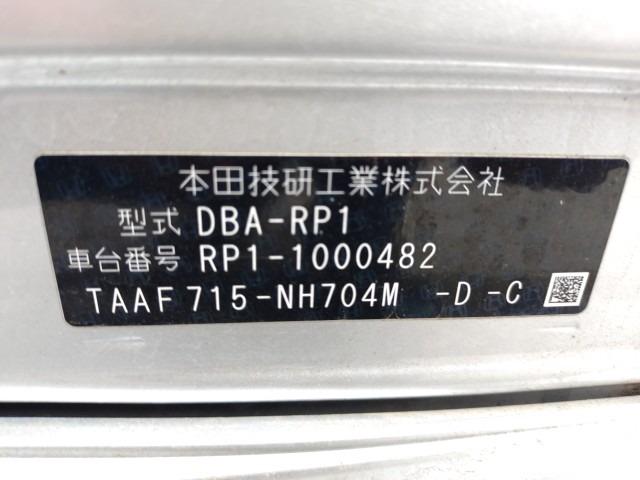 本田技研工業株式会社
型式 DBA-RP1
車台番号 RP1-1000482
TAAF715-NH704M -D-C